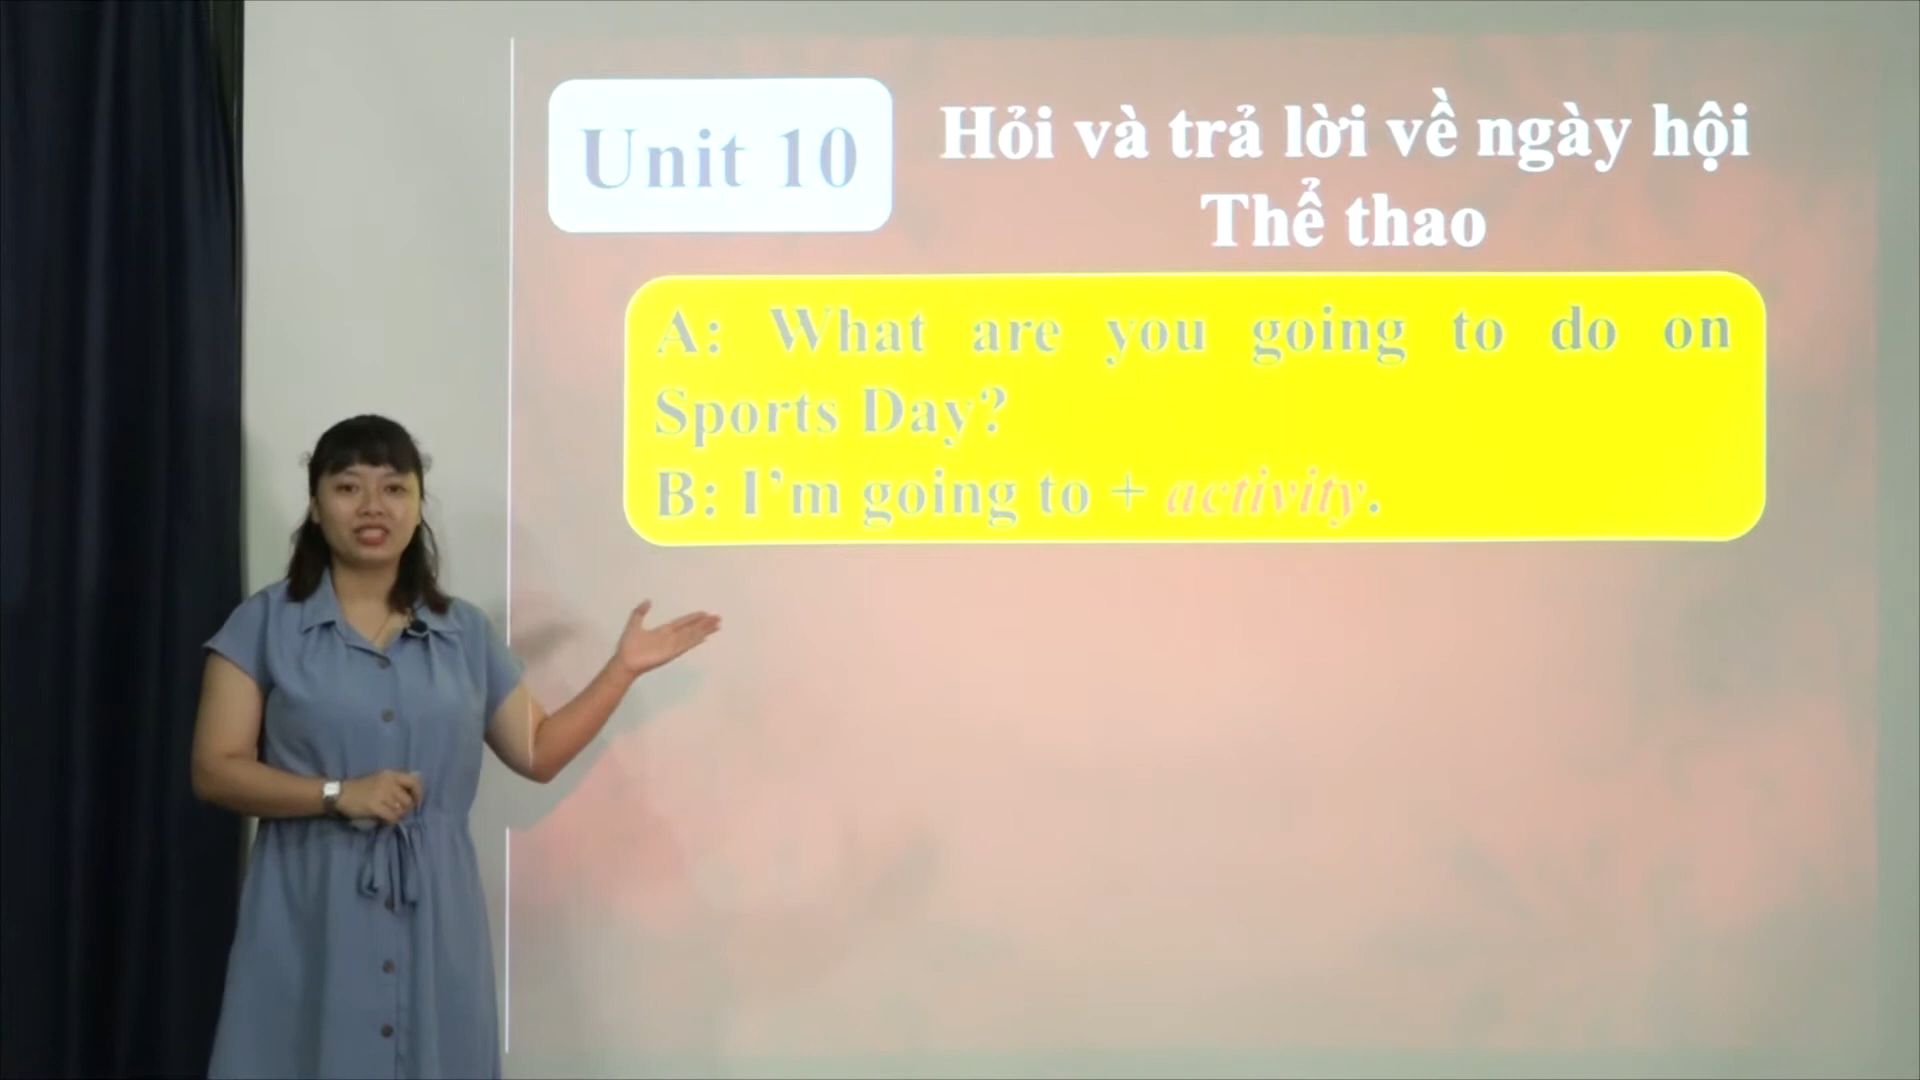 Unit 10
Hỏi và trả lời về ngày hội
Thể thao
A: What are you going to do on
Sports Day?
B: I'm going to + activity.